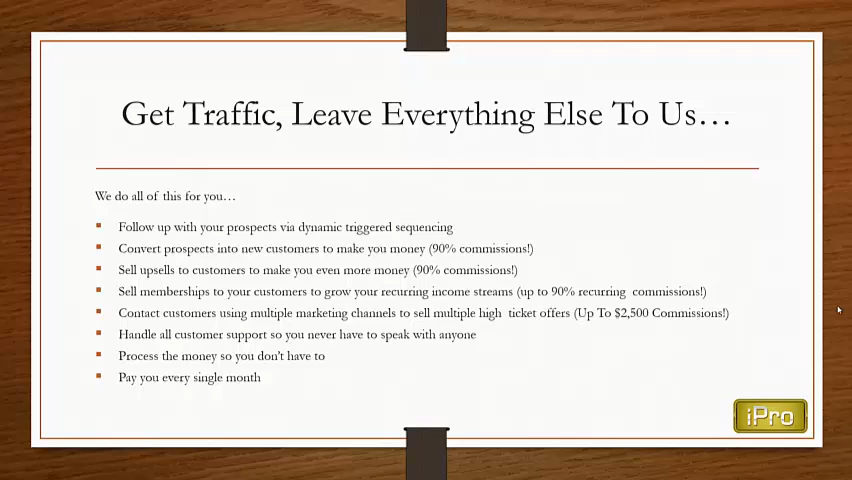 Get Traffic, Leave Everything Else To Us…
We do all of this for you…
Follow up with your prospects via dynamic triggered sequencing
Convert prospects into new customers to make you money (90% commissions!)
Sell upsells to customers to make you even more money (90% commissions!)
Sell memberships to your customers to grow your recurring income streams (up to 90% recurring commissions!)
Contact customers using multiple marketing channels to sell multiple high ticket offers (Up To $2,500 Commissions!)
Handle all customer support so you never have to speak with anyone
Process the money so you don't have to
Pay you every single month
iPro